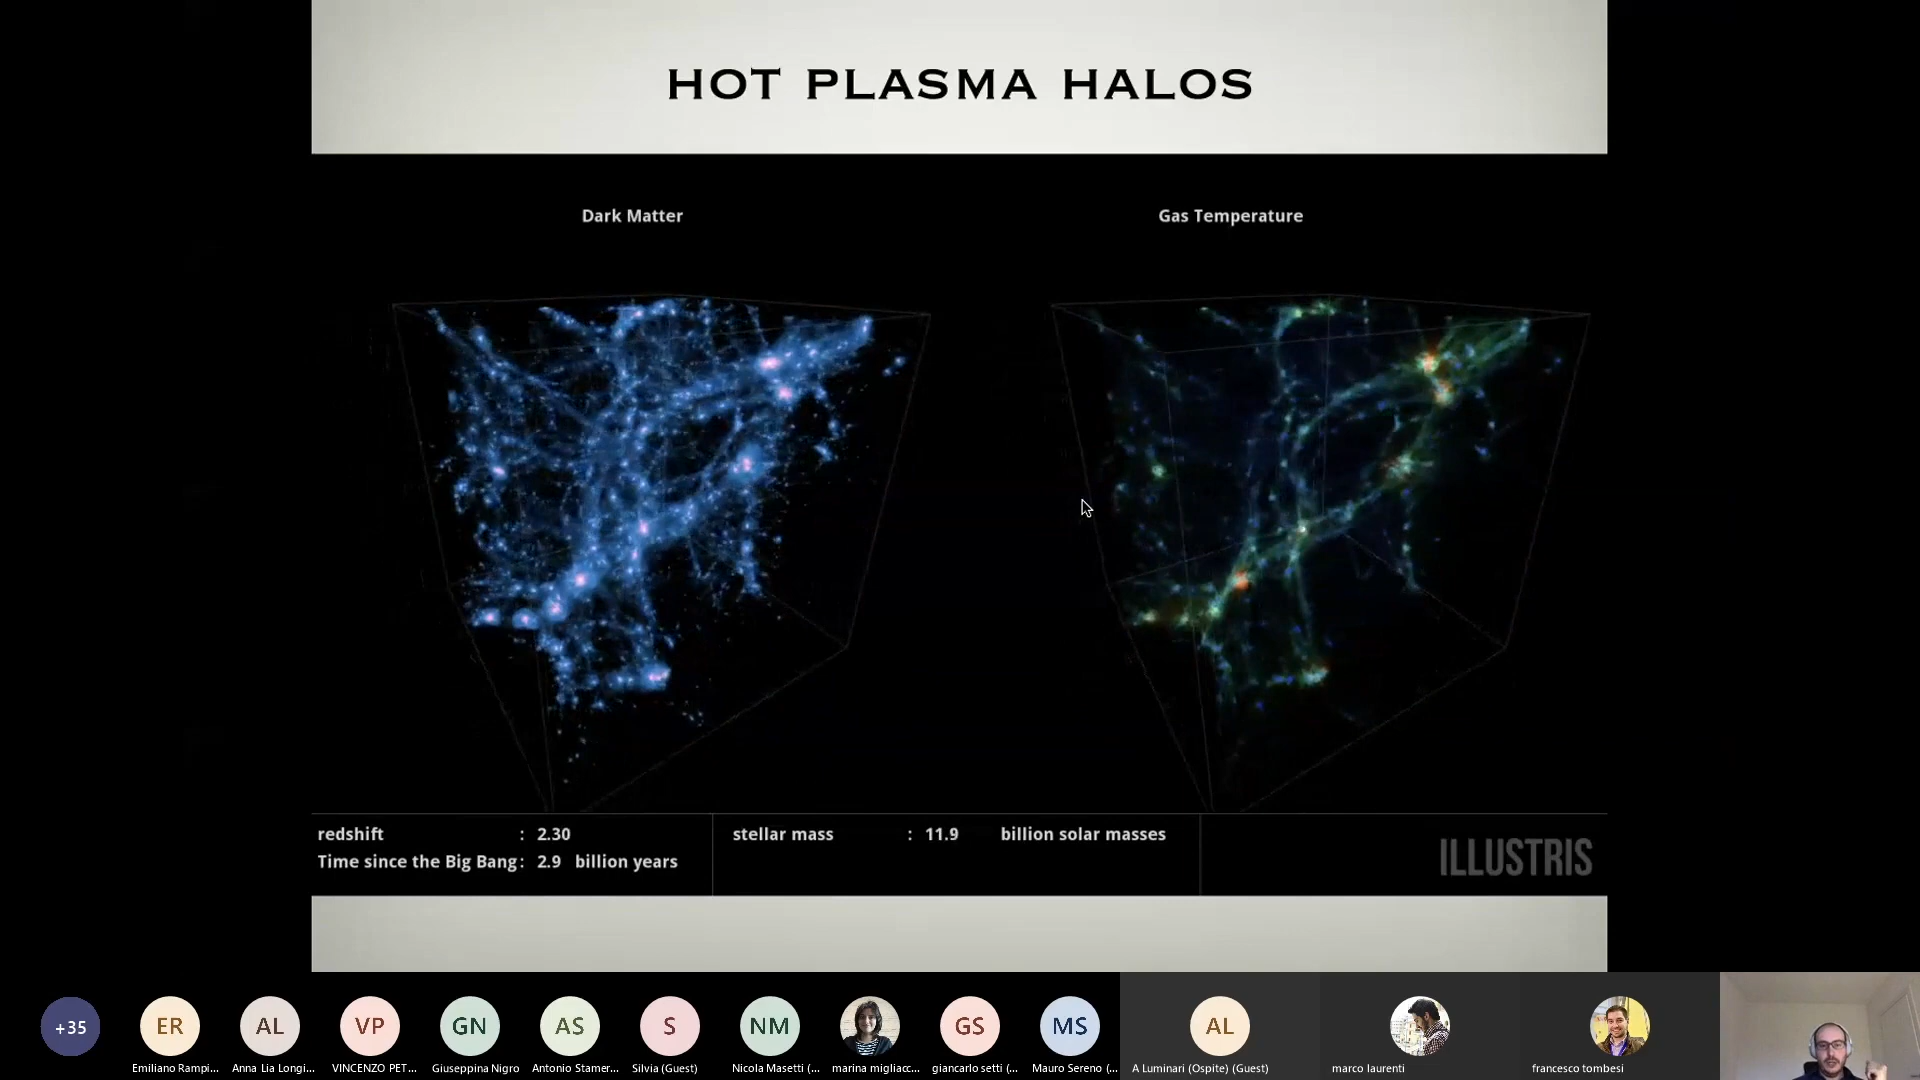 HOT PLASMA HALOS
Dark Matter
Gas Temperature
redshift : 2.30
Time since the Big Bang : 2.9 billion years
stellar mass : 11.9 billion solar masses
ILLUSTRIS
+35
ER
AL
VP
GN
AS
S
NM
GS
MS
AL
Emiliano Rampi...
Anna Lia Longi...
VINCENZO PET...
Giuseppina Nigro
Antonio Stamer...
Silvia (Guest)
Nicola Masetti (...
marina migliacc...
giancarlo setti (...
Mauro Sereno (...
A Luminari (Ospite) (Guest)
marco laurenti
francesco tombesi